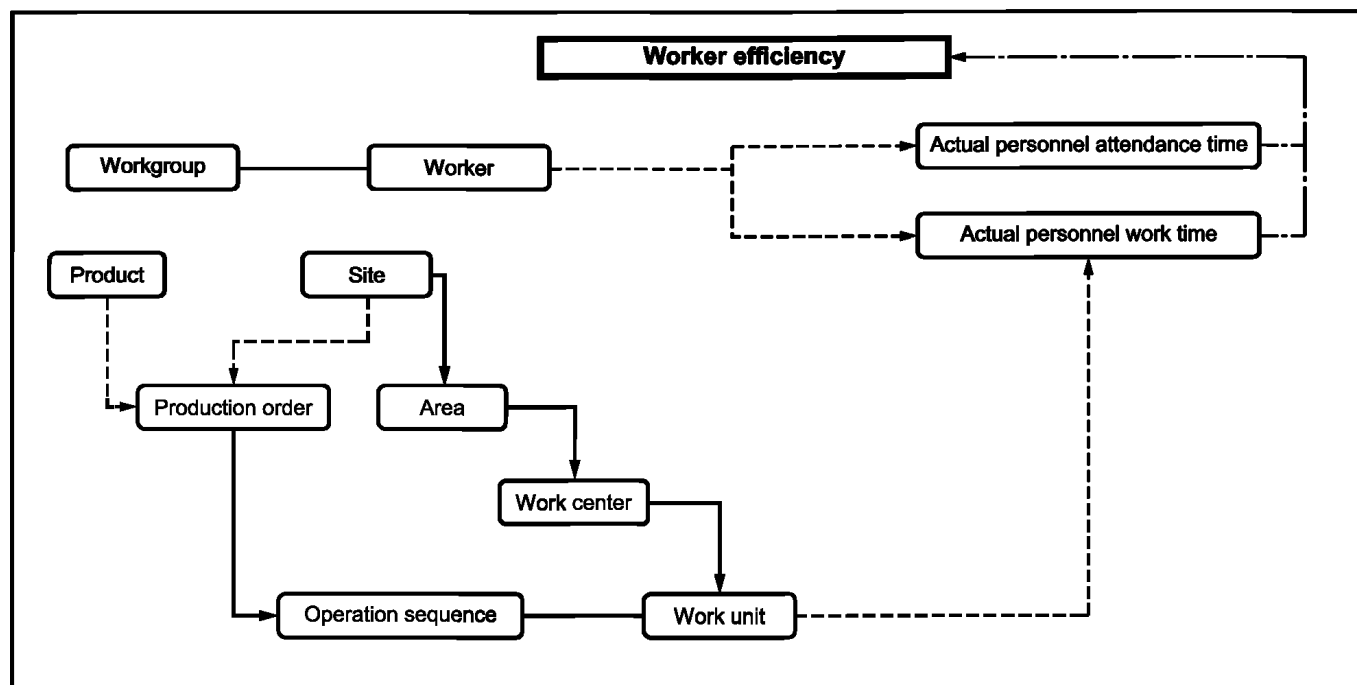 Worker efficiency
Actual personnel attendance time
Workgroup
Worker
Actual personnel work time
Product
Site
Production order
Area
Work center
Operation sequence
Work unit